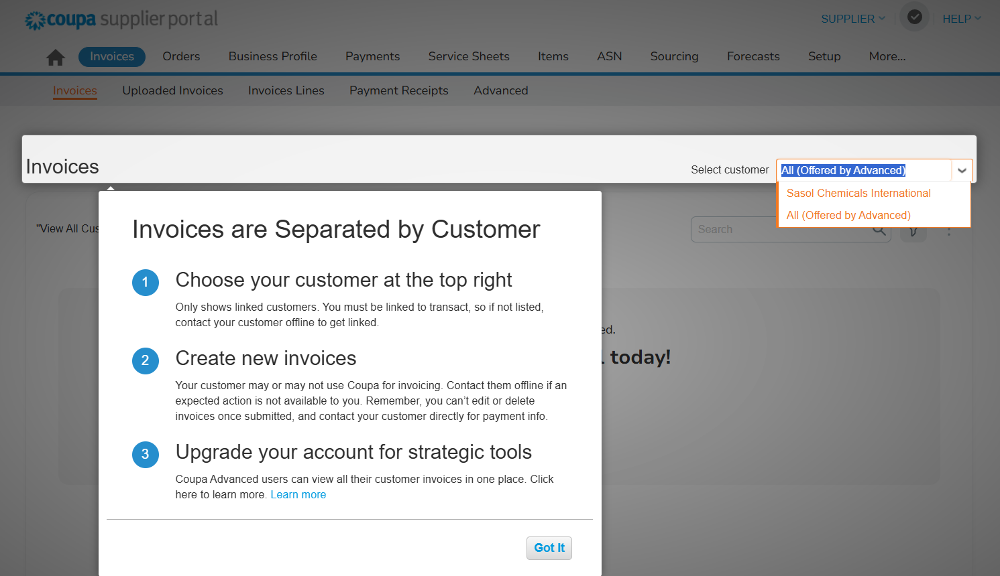 coupa supplier portal
SUPPLIER
HELP
Invoices
Orders
Business Profile
Payments
Service Sheets
Items
ASN
Sourcing
Forecasts
Setup
More...
Invoices
Uploaded Invoices
Invoices Lines
Payment Receipts
Advanced
Invoices
Select customer
All (Offered by Advanced)
Sasol Chemicals International
All (Offered by Advanced)
"View All Cus
Search
Invoices are Separated by Customer
1
Choose your customer at the top right
Only shows linked customers. You must be linked to transact, so if not listed,
contact your customer offline to get linked.
ed.
2
Create new invoices
today!
Your customer may or may not use Coupa for invoicing. Contact them offline if an
expected action is not available to you. Remember, you can’t edit or delete
invoices once submitted, and contact your customer directly for payment info.
3
Upgrade your account for strategic tools
Coupa Advanced users can view all their customer invoices in one place. Click
here to learn more. Learn more
Got It